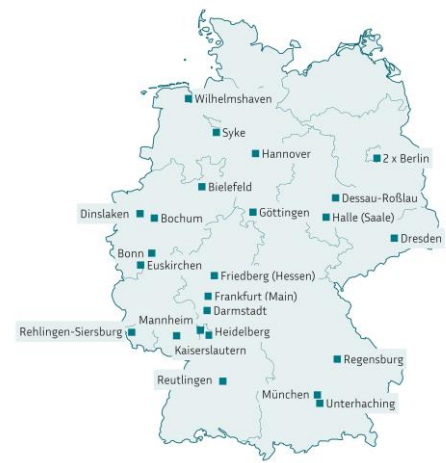 Wilhelmshaven
Syke
Hannover
2 x Berlin
Bielefeld
Dessau-Roßlau
Dinslaken
Bochum
Göttingen
Halle (Saale)
Dresden
Bonn
Euskirchen
Friedberg (Hessen)
Frankfurt (Main)
Darmstadt
Mannheim
Rehlingen-Siersburg
Heidelberg
Kaiserslautern
Regensburg
Reutlingen
München
Unterhaching